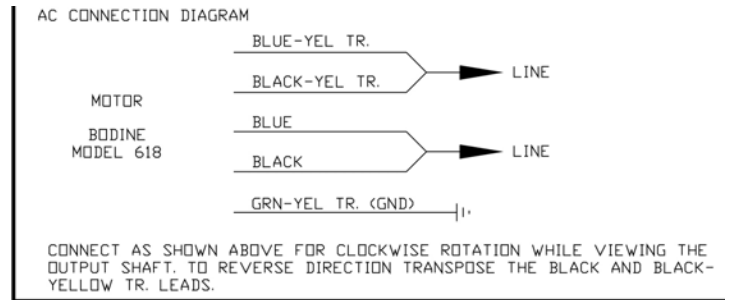 AC CONNECTION DIAGRAM
BLUE-YEL TR.
LINE
BLACK-YEL TR.
MOTOR
BODINE
MODEL 618
BLUE
LINE
BLACK
GRN-YEL TR. (GND)
CONNECT AS SHOWN ABOVE FOR CLOCKWISE ROTATION WHILE VIEWING THE
OUTPUT SHAFT. TO REVERSE DIRECTION TRANSPOSE THE BLACK AND BLACK-
YELLOW TR. LEADS.